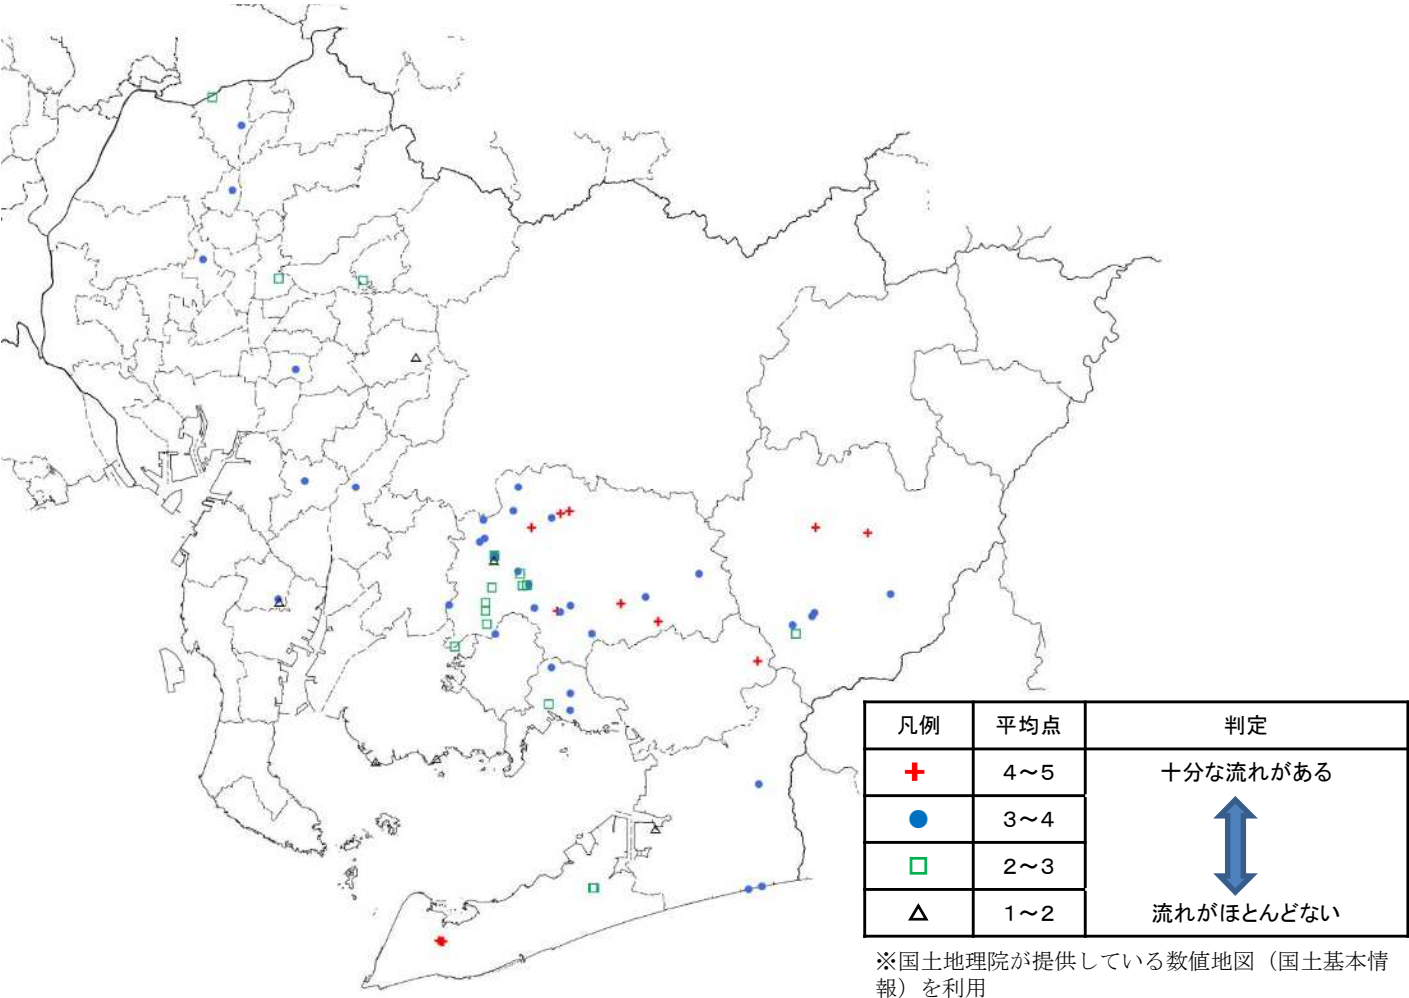 凡例 平均点 判定
4～5 十分な流れがある
3～4
2～3
1～2 流れがほとんどない
※国土地理院が提供している数値地図（国土基本情
報）を利用